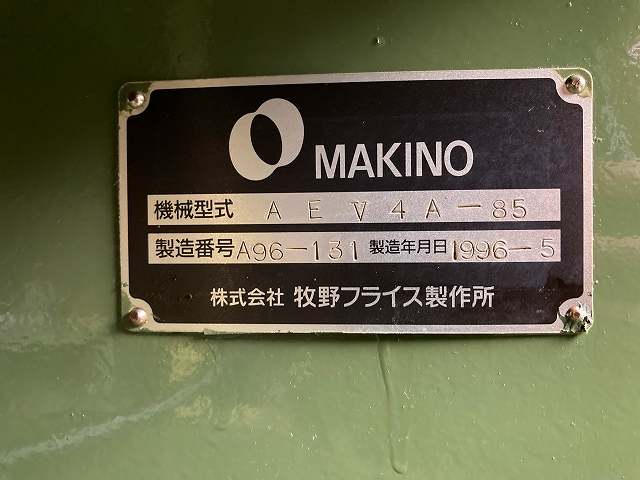 MAKINO
機械型式 AEV4A-85
製造番号 A96-131 製造年月日 1996-5
株式会社 牧野フライス製作所